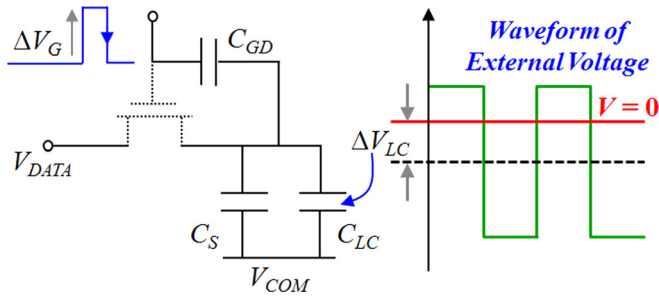 ΔV_G
C_GD
Waveform of
External Voltage
V = 0
V_DATA
ΔV_LC
C_S
C_LC
V_COM